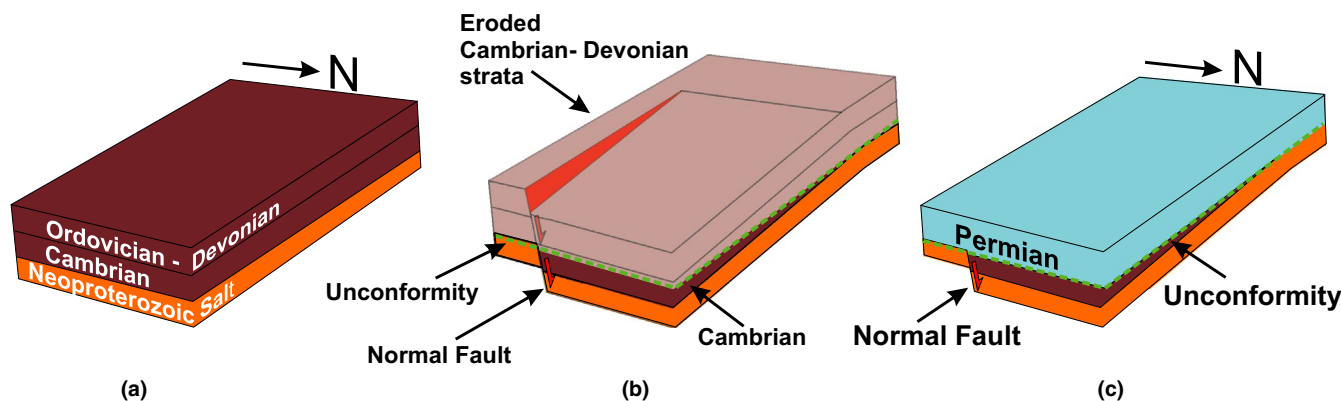 N
Ordovician - Devonian
Cambrian
Neoproterozoic Salt
(a)
Eroded
Cambrian- Devonian
strata
Unconformity
Normal Fault
Cambrian
(b)
N
Permian
Unconformity
Normal Fault
(c)